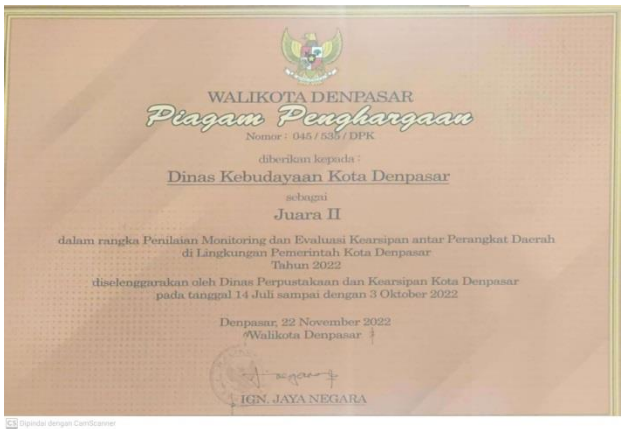 WALIKOTA DENPASAR
Piagam Penghargaan
Nomor : 045 / 535 / DPK
diberikan kepada :
Dinas Kebudayaan Kota Denpasar
sebagai
Juara II
dalam rangka Penilaian Monitoring dan Evaluasi Kearsipan antar Perangkat Daerah
di Lingkungan Pemerintah Kota Denpasar
Tahun 2022
diselenggarakan oleh Dinas Perpustakaan dan Kearsipan Kota Denpasar
pada tanggal 14 Juli sampai dengan 3 Oktober 2022
Denpasar, 22 November 2022
Walikota Denpasar
IGN. JAYA NEGARA
CS Dipindai dengan CamScanner